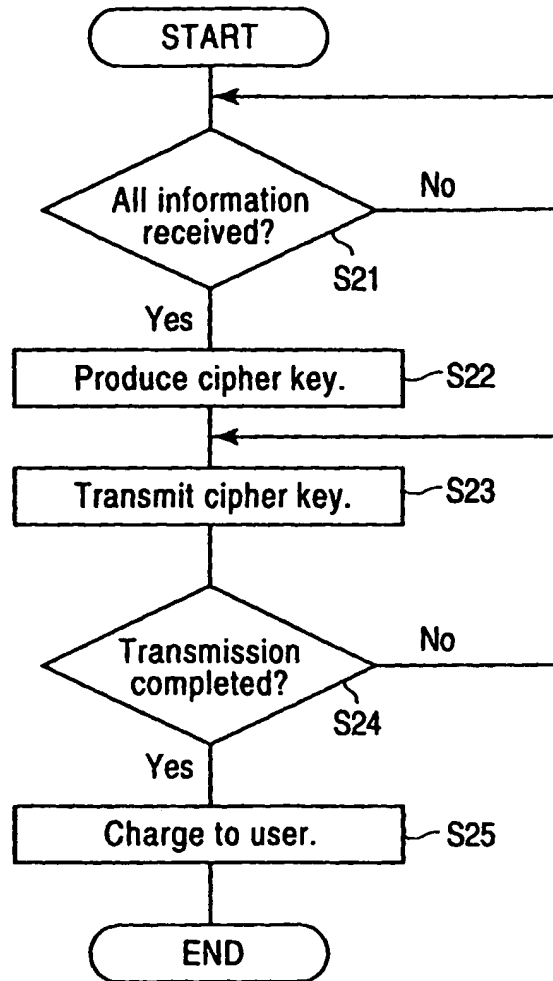 START
All information
received?
No
S21
Yes
Produce cipher key.
S22
Transmit cipher key.
S23
Transmission
completed?
No
S24
Yes
Charge to user.
S25
END